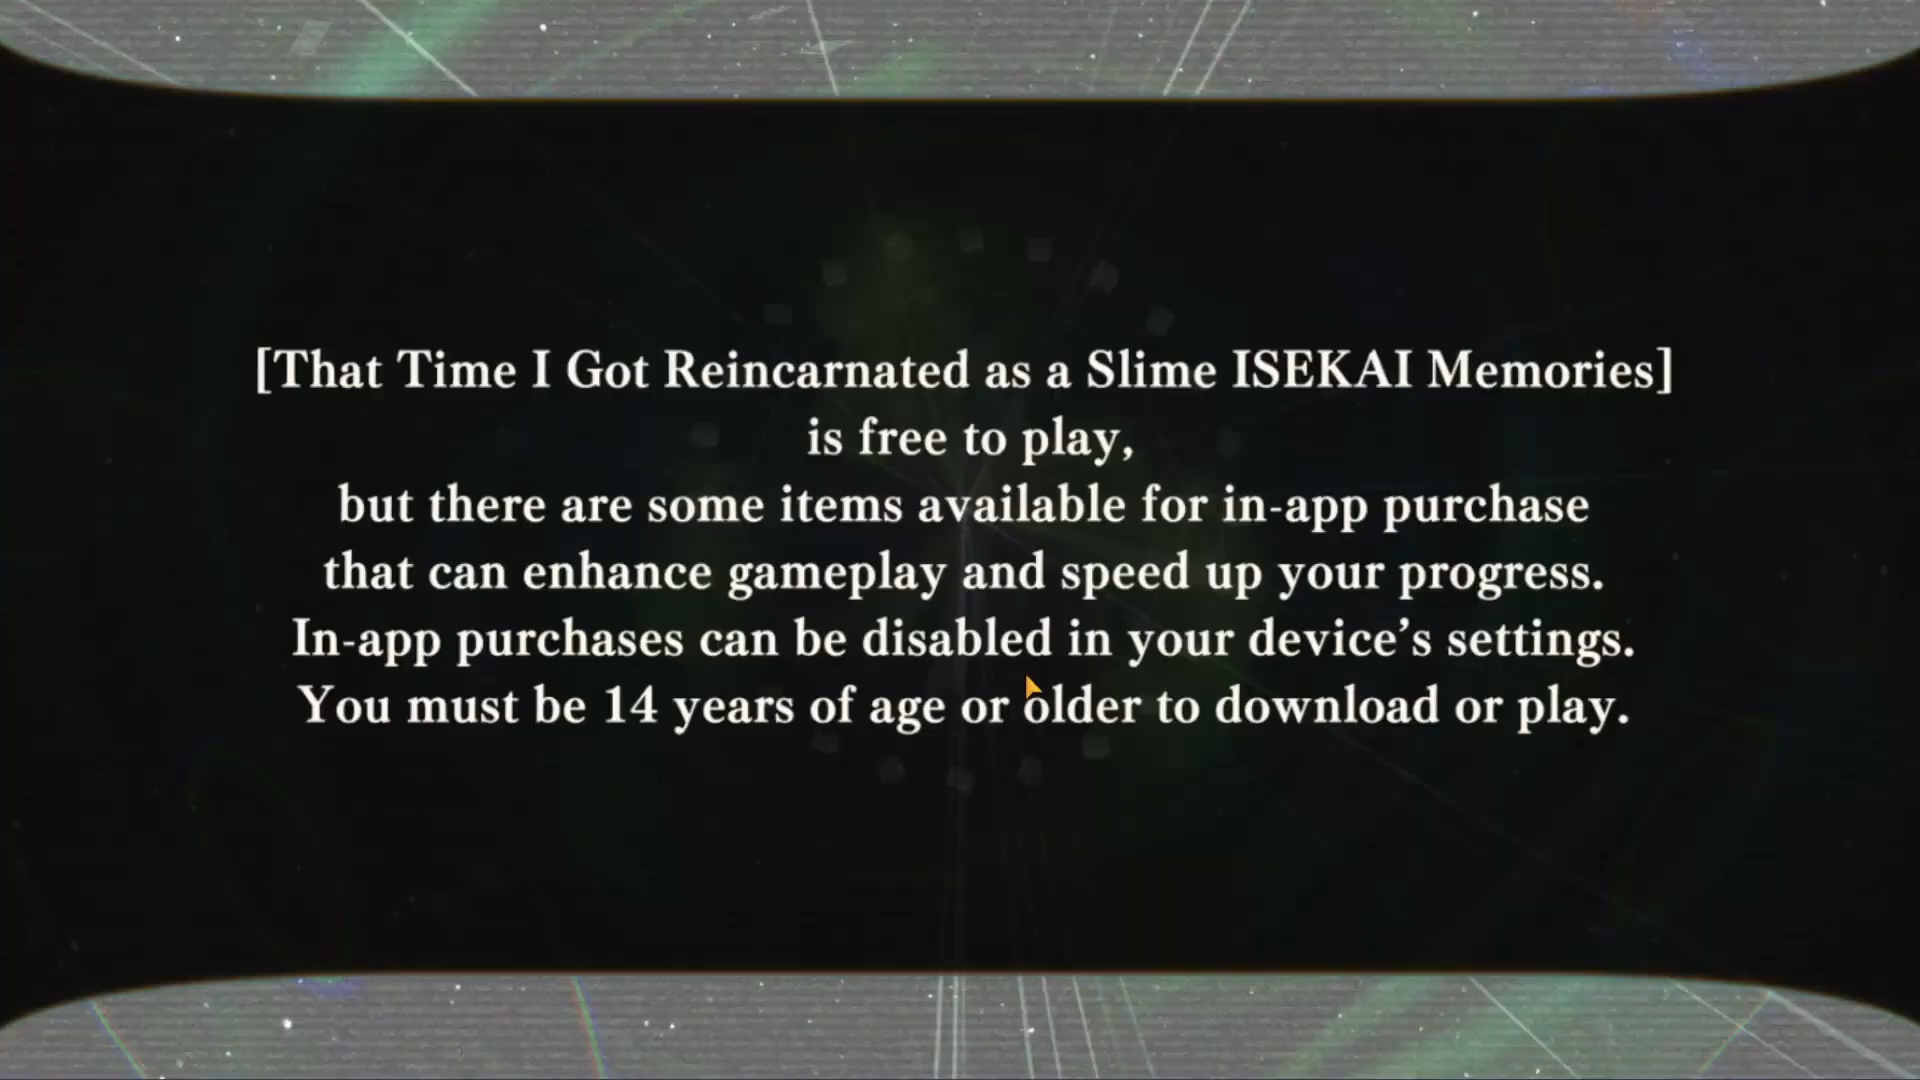 [That Time I Got Reincarnated as a Slime ISEKAI Memories]
is free to play,
but there are some items available for in-app purchase
that can enhance gameplay and speed up your progress.
In-app purchases can be disabled in your device’s settings.
You must be 14 years of age or older to download or play.